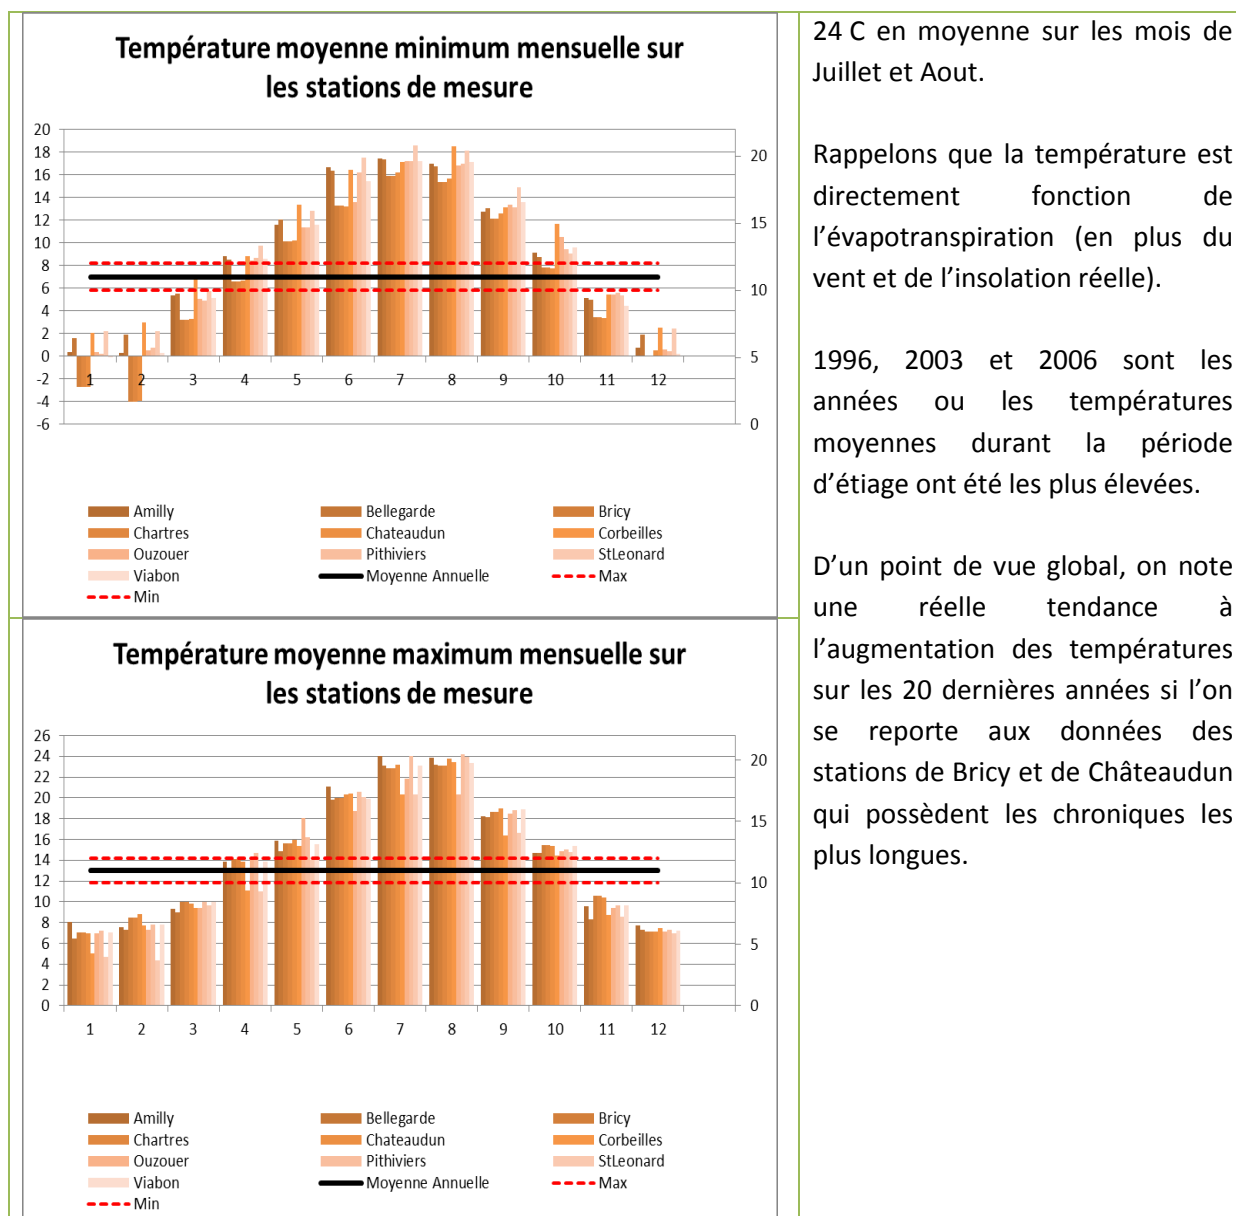 Température moyenne minimum mensuelle sur
les stations de mesure
20
18
16
14
12
10
8
6
4
2
0
-2
-4
-6
20
15
10
5
0
1 2 3 4 5 6 7 8 9 10 11 12
Amilly Bellegarde Bricy
Chartres Chateaudun Corbeilles
Ouzouer Pithiviers StLeonard
Viabon Moyenne Annuelle Max
Min
Température moyenne maximum mensuelle sur
les stations de mesure
26
24
22
20
18
16
14
12
10
8
6
4
2
0
20
15
10
5
0
1 2 3 4 5 6 7 8 9 10 11 12
Amilly Bellegarde Bricy
Chartres Chateaudun Corbeilles
Ouzouer Pithiviers StLeonard
Viabon Moyenne Annuelle Max
Min
24 C en moyenne sur les mois de
Juillet et Aout.
Rappelons que la température est
directement fonction de
l’évapotranspiration (en plus du
vent et de l’insolation réelle).
1996, 2003 et 2006 sont les
années ou les températures
moyennes durant la période
d’étiage ont été les plus élevées.
D’un point de vue global, on note
une réelle tendance à
l’augmentation des températures
sur les 20 dernières années si l’on
se reporte aux données des
stations de Bricy et de Châteaudun
qui possèdent les chroniques les
plus longues.